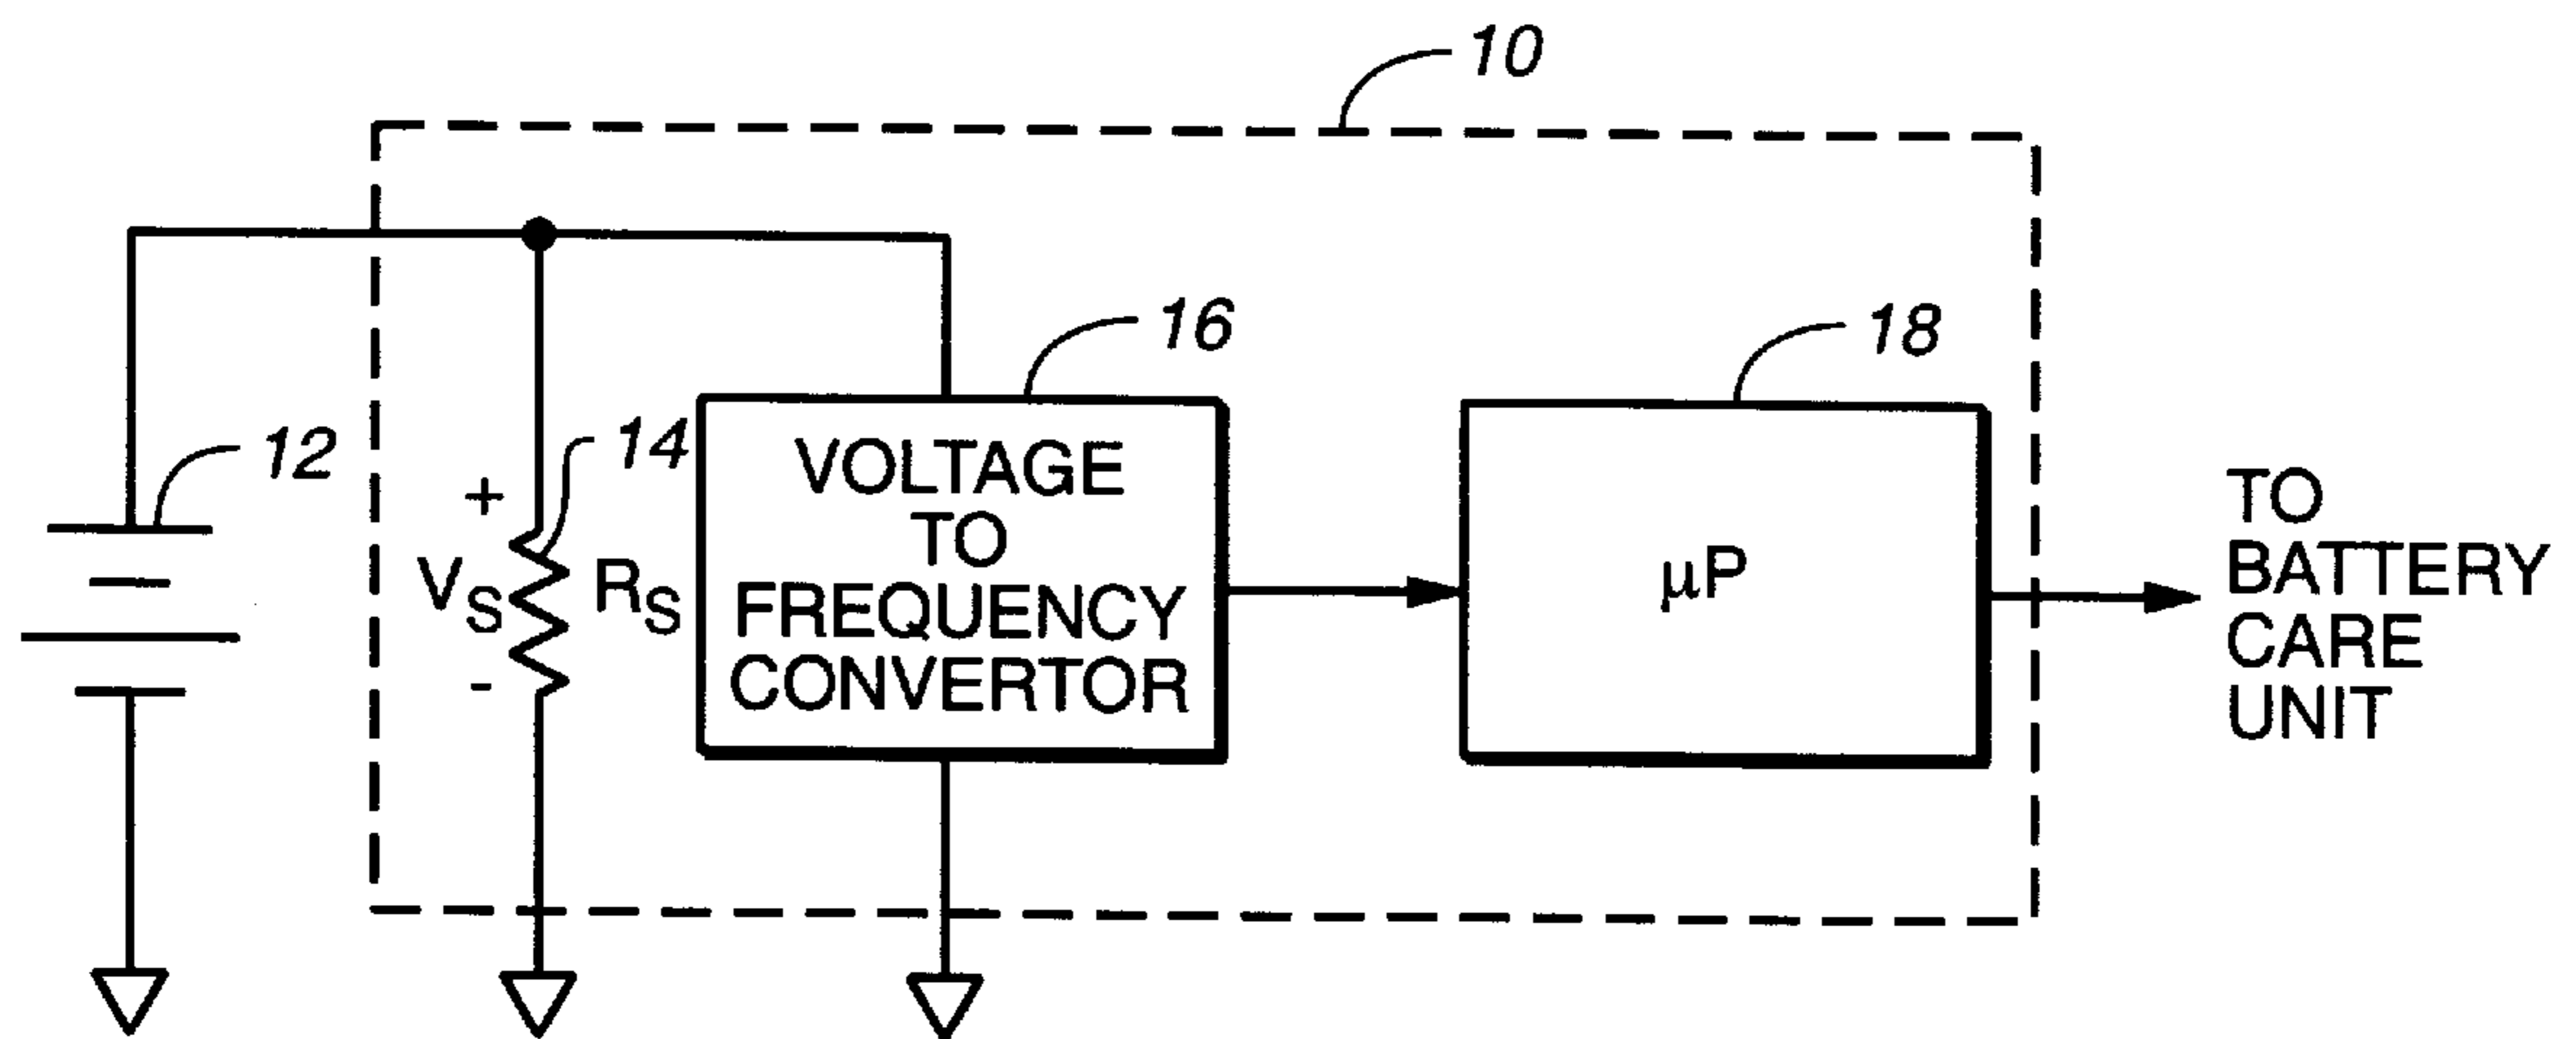 10
16
18
12
14
+
VS
RS
-
VOLTAGE
TO
FREQUENCY
CONVERTOR
µP
TO
BATTERY
CARE
UNIT